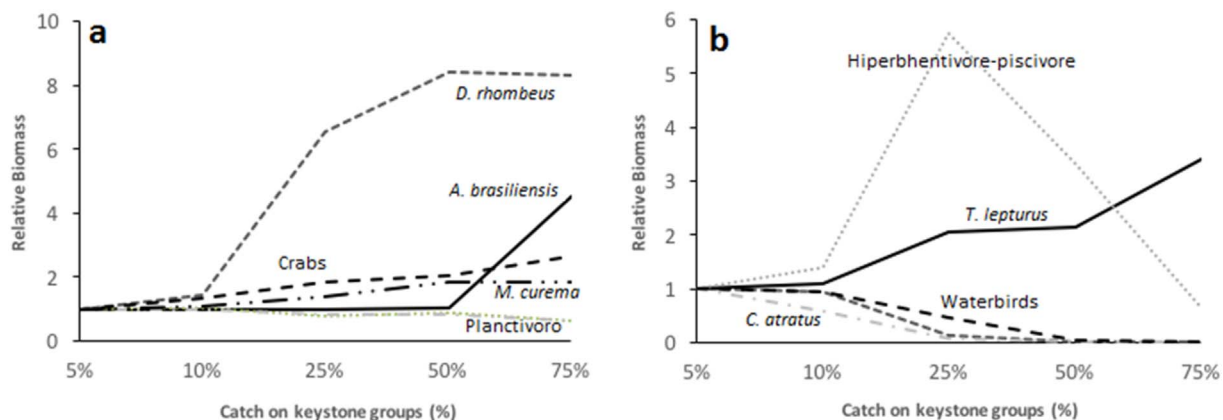 a
Relative Biomass
10
8
6
4
2
0
D. rhombeus
A. brasiliensis
Crabs
M. curema
Planctivoro
5%
10%
25%
50%
75%
Catch on keystone groups (%)
b
Relative Biomass
6
5
4
3
2
1
0
Hiperbhentivore-piscivore
T. lepturus
Waterbirds
C. atratus
5%
10%
25%
50%
75%
Catch on keystone groups (%)